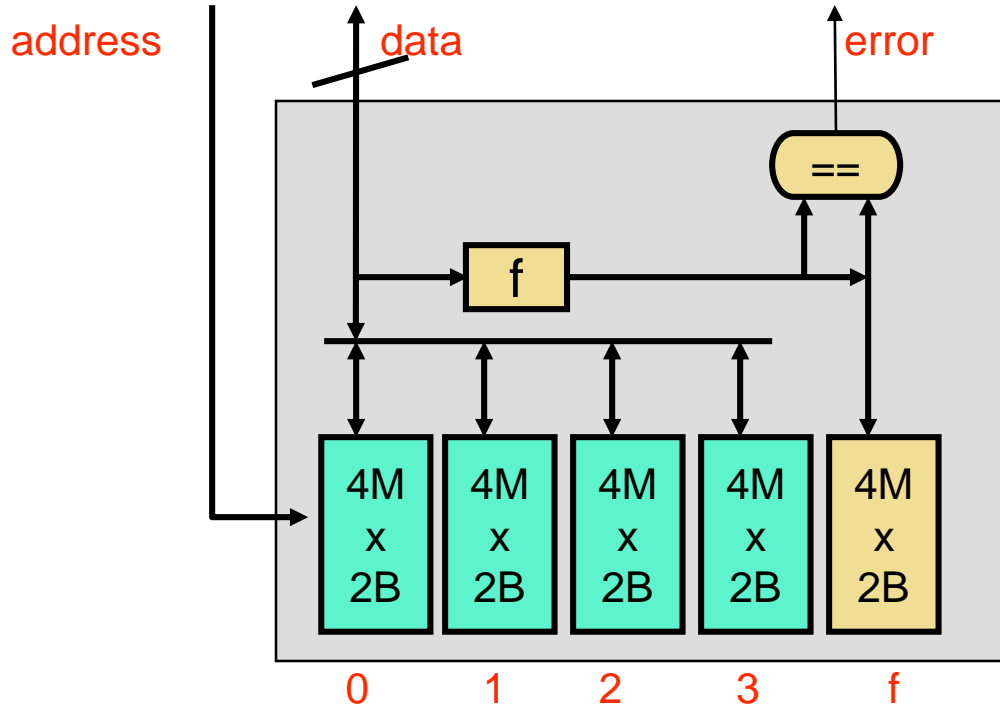 address
data
error
==
f
4M
x
2B
4M
x
2B
4M
x
2B
4M
x
2B
4M
x
2B
0
1
2
3
f